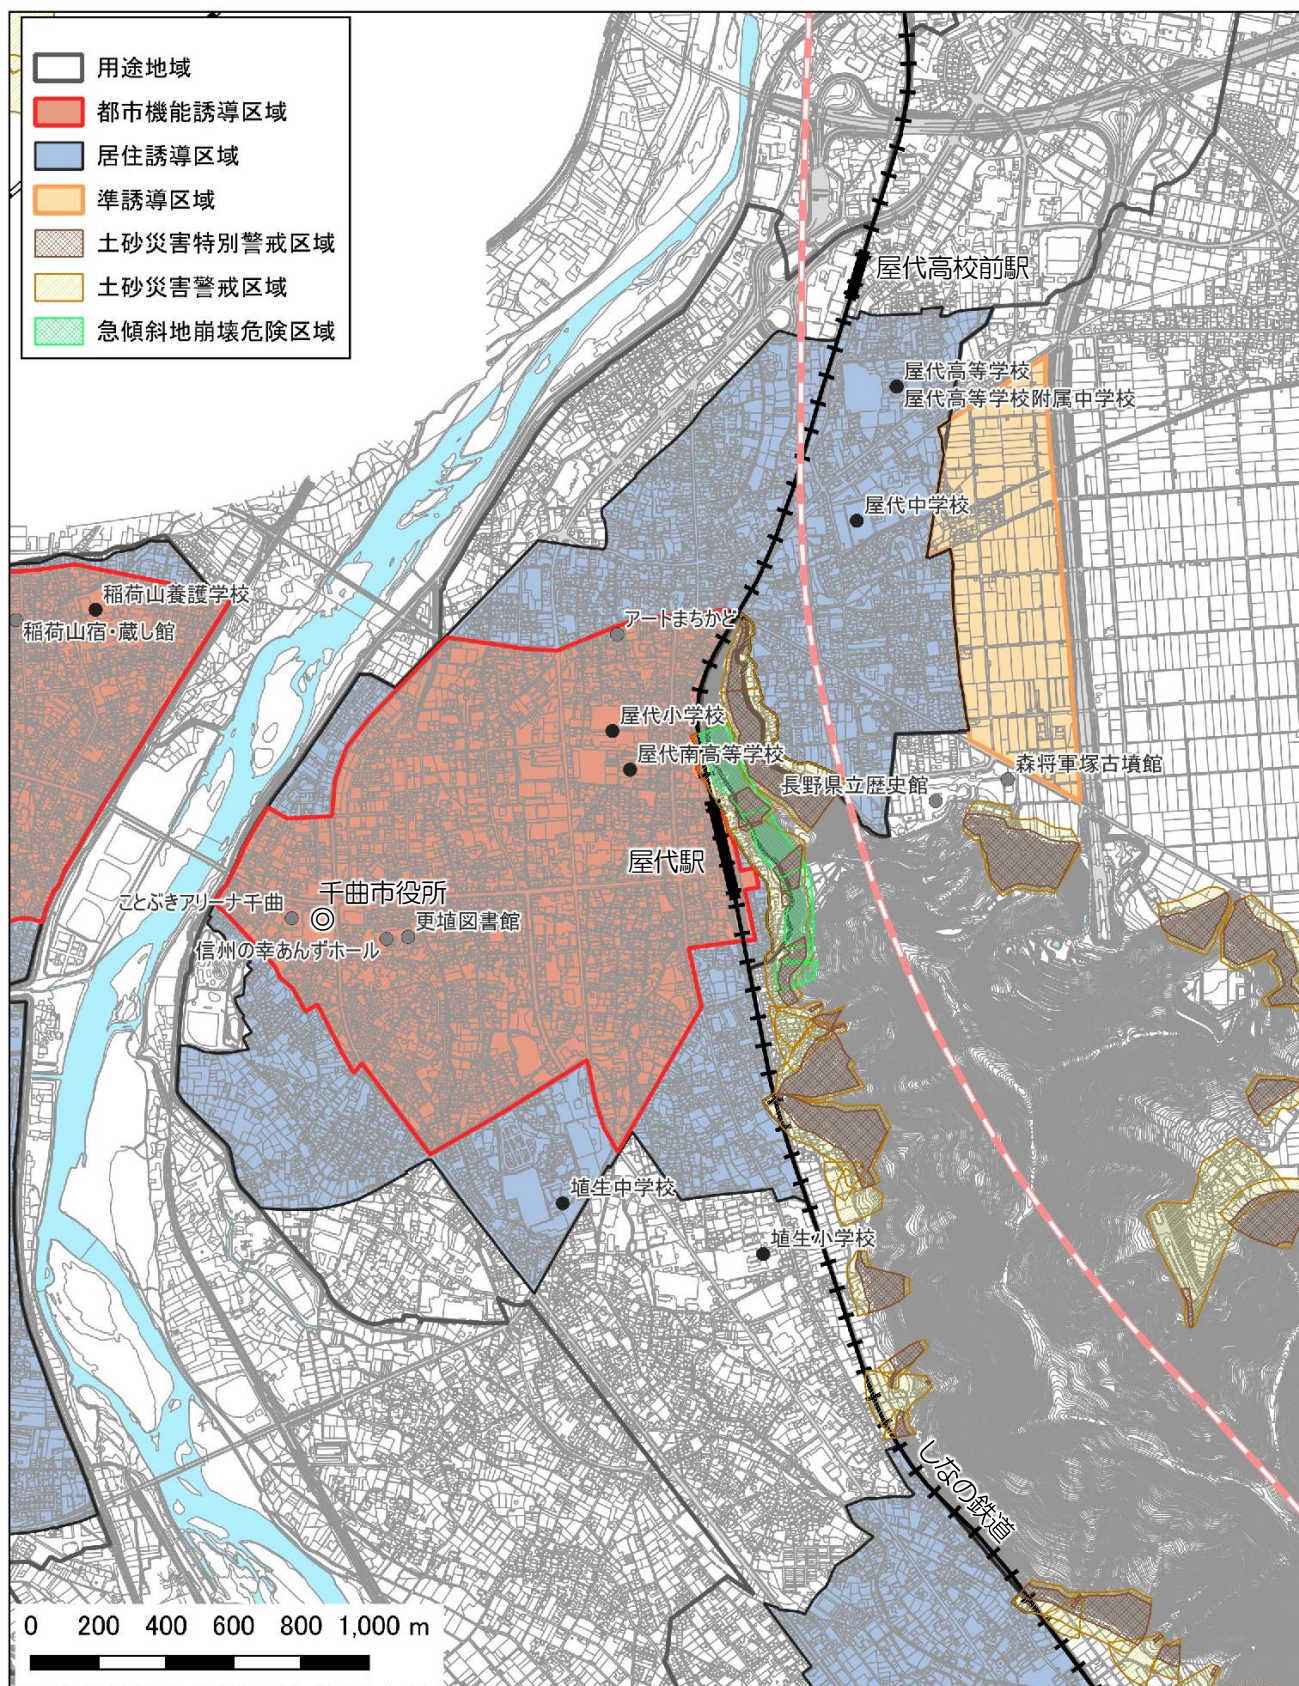 用途地域
都市機能誘導区域
居住誘導区域
準誘導区域
土砂災害特別警戒区域
土砂災害警戒区域
急傾斜地崩壊危険区域
屋代高校前駅
屋代高等学校
屋代高等学校附属中学校
屋代中学校
稲荷山養護学校
稲荷山宿・蔵し館
アートまちかど
屋代小学校
屋代南高等学校
森将軍塚古墳館
長野県立歴史館
屋代駅
千曲市役所
ことぶきアリーナ千曲
更埴図書館
信州の幸あんずホール
埴生中学校
埴生小学校
しなの鉄道
0 200 400 600 800 1,000 m